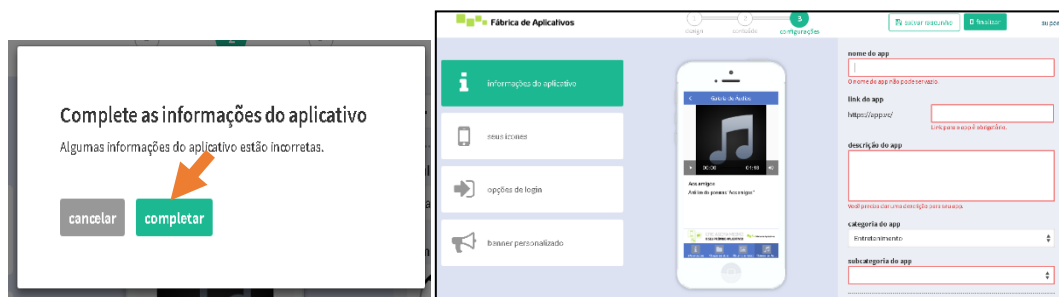 Complete as informações do aplicativo
Algumas informações do aplicativo estão incorretas.
cancelar
completar
Fábrica de Aplicativos
1
2
3
design
conteúdo
configurações
salvar rascunho
finalizar
informações do aplicativo
seus ícones
opções de login
banner personalizado
Galeria de Áudios
00:00
01:53
Aos amigos
Análise do poema "Aos amigos"
nome do app
O nome do app não pode ser vazio.
link do app
https://app.vc/
Link para o app é obrigatório.
descrição do app
Você precisa dar uma descrição para seu app.
categoria do app
Entretenimento
subcategoria do app